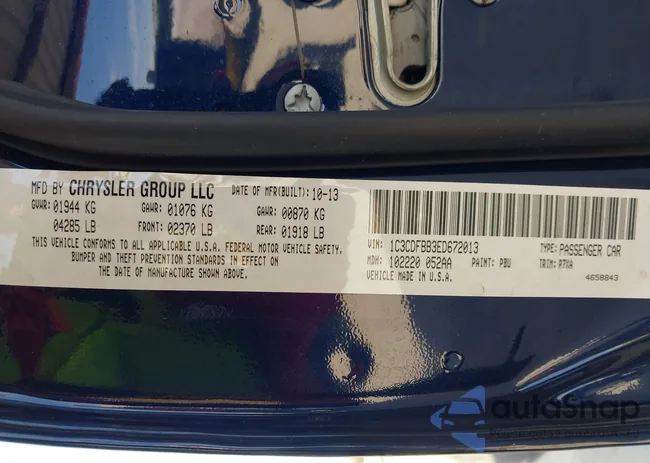 MFD BY CHRYSLER GROUP LLC DATE OF MFR(BUILT): 10-13
GVWR: 01944 KG GAWR: 01076 KG GAWR: 00870 KG
04285 LB FRONT: 02370 LB REAR: 01918 LB
THIS VEHICLE CONFORMS TO ALL APPLICABLE U.S.A. FEDERAL MOTOR VEHICLE SAFETY,
BUMPER AND THEFT PREVENTION STANDARDS IN EFFECT ON
THE DATE OF MANUFACTURE SHOWN ABOVE.
VIN: 1C3CDFBB3ED672013 TYPE: PASSENGER CAR
MDH: 102220 052AA PAINT: PBU TRIM: R7XA
VEHICLE MADE IN U.S.A. 4658843
autoSnap